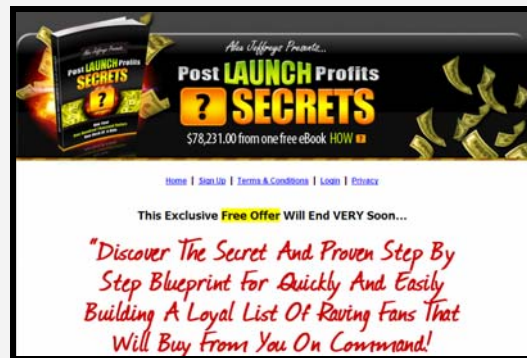 Alex Jeffreys Presents...
Post LAUNCH Profits
? SECRETS
$78,231.00 from one free eBook HOW ?
Post LAUNCH Profits
SECRETS
?
Home | Sign Up | Terms & Conditions | Login | Privacy
This Exclusive Free Offer Will End VERY Soon...
"Discover The Secret And Proven Step By
Step Blueprint For Quickly And Easily
Building A Loyal List Of Raving Fans That
Will Buy From You On Command!